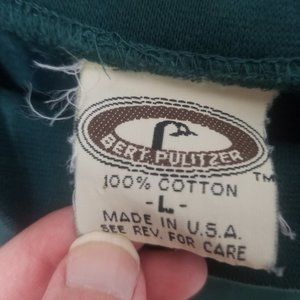 BERT PULITZER
TM
100% COTTON
-L-
MADE IN U.S.A.
SEE REV. FOR CARE